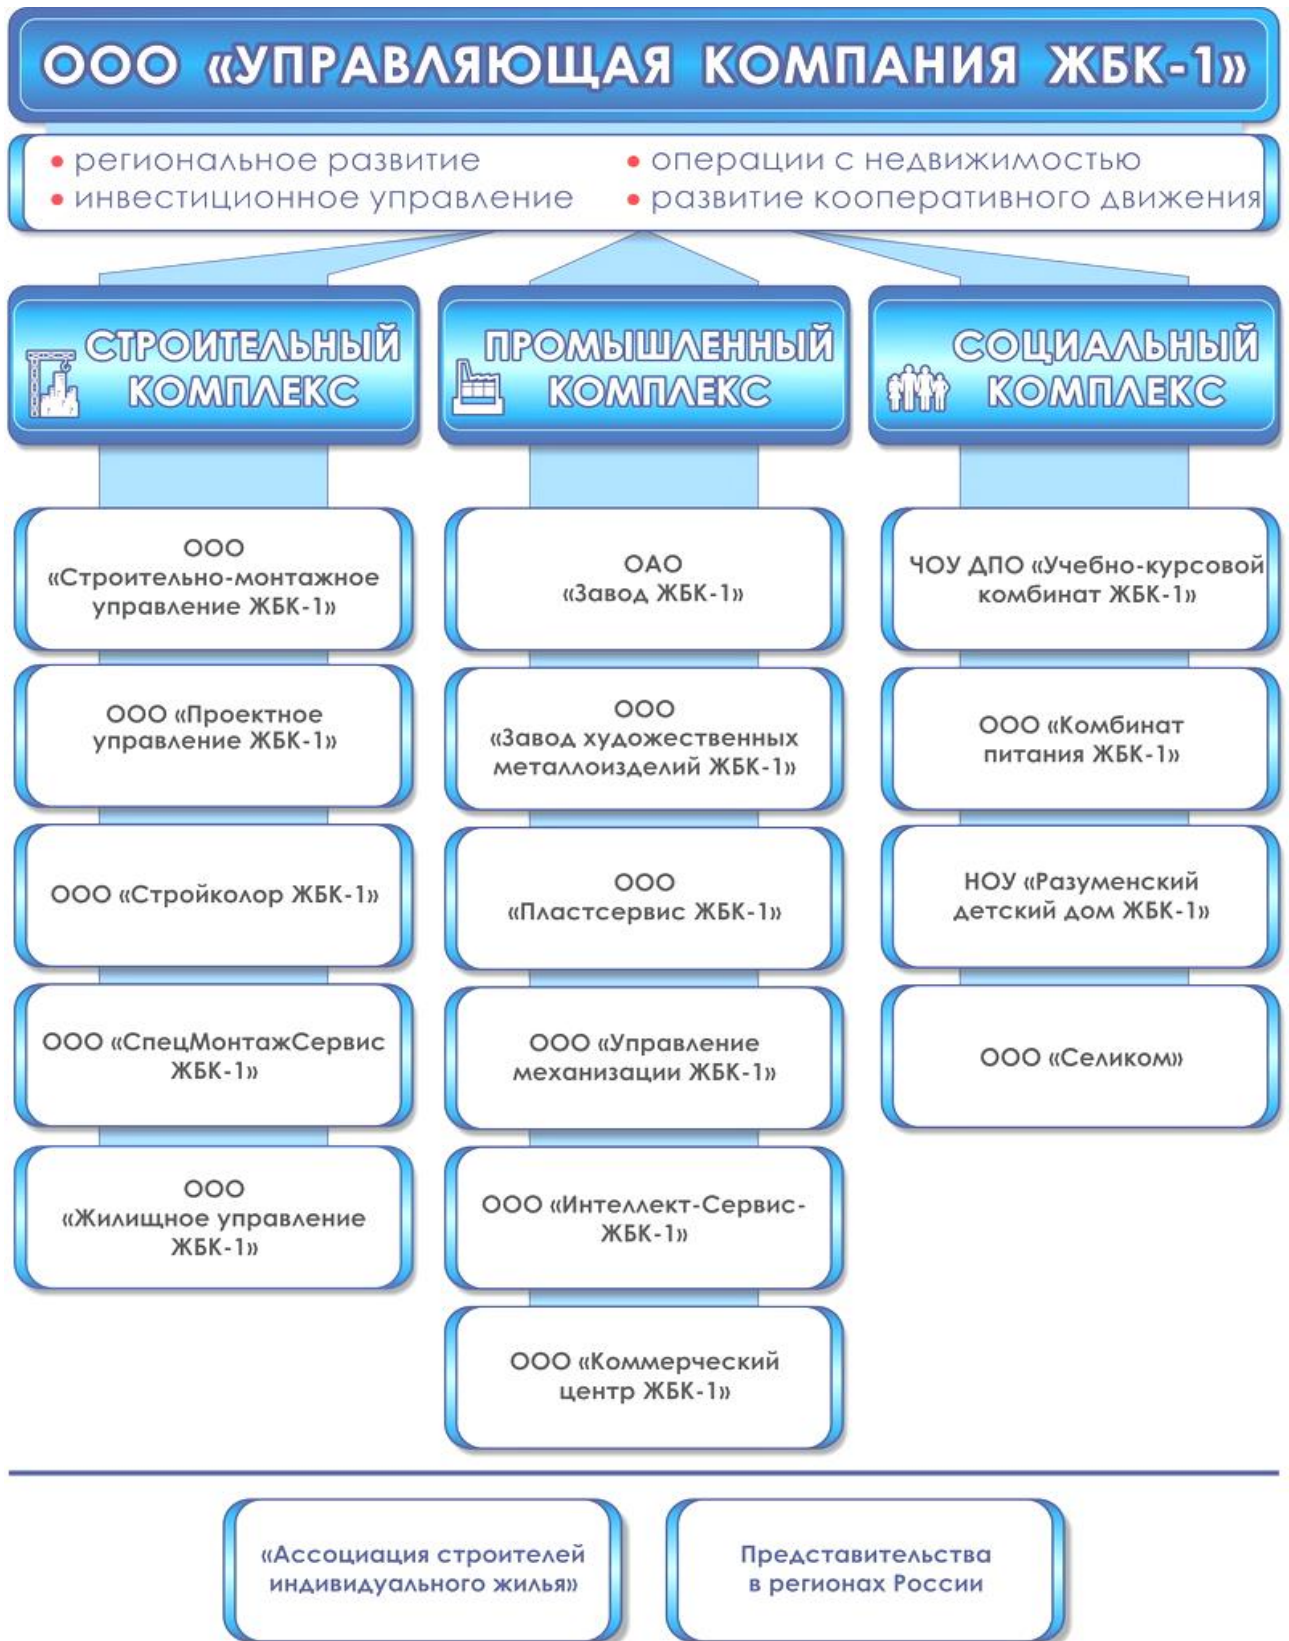 ООО «УПРАВЛЯЮЩАЯ КОМПАНИЯ ЖБК-1»
• региональное развитие
• инвестиционное управление
• операции с недвижимостью
• развитие кооперативного движения
СТРОИТЕЛЬНЫЙ
КОМПЛЕКС
ООО
«Строительно-монтажное
управление ЖБК-1»
ООО «Проектное
управление ЖБК-1»
ООО «Стройколор ЖБК-1»
ООО «СпецМонтажСервис
ЖБК-1»
ООО
«Жилищное управление
ЖБК-1»
ПРОМЫШЛЕННЫЙ
КОМПЛЕКС
ОАО
«Завод ЖБК-1»
ООО
«Завод художественных
металлоизделий ЖБК-1»
ООО
«Пластсервис ЖБК-1»
ООО «Управление
механизации ЖБК-1»
ООО «Интеллект-Сервис-
ЖБК-1»
ООО «Коммерческий
центр ЖБК-1»
СОЦИАЛЬНЫЙ
КОМПЛЕКС
ЧОУ ДПО «Учебно-курсовой
комбинат ЖБК-1»
ООО «Комбинат
питания ЖБК-1»
НОУ «Разуменский
детский дом ЖБК-1»
ООО «Селиком»
«Ассоциация строителей
индивидуального жилья»
Представительства
в регионах России